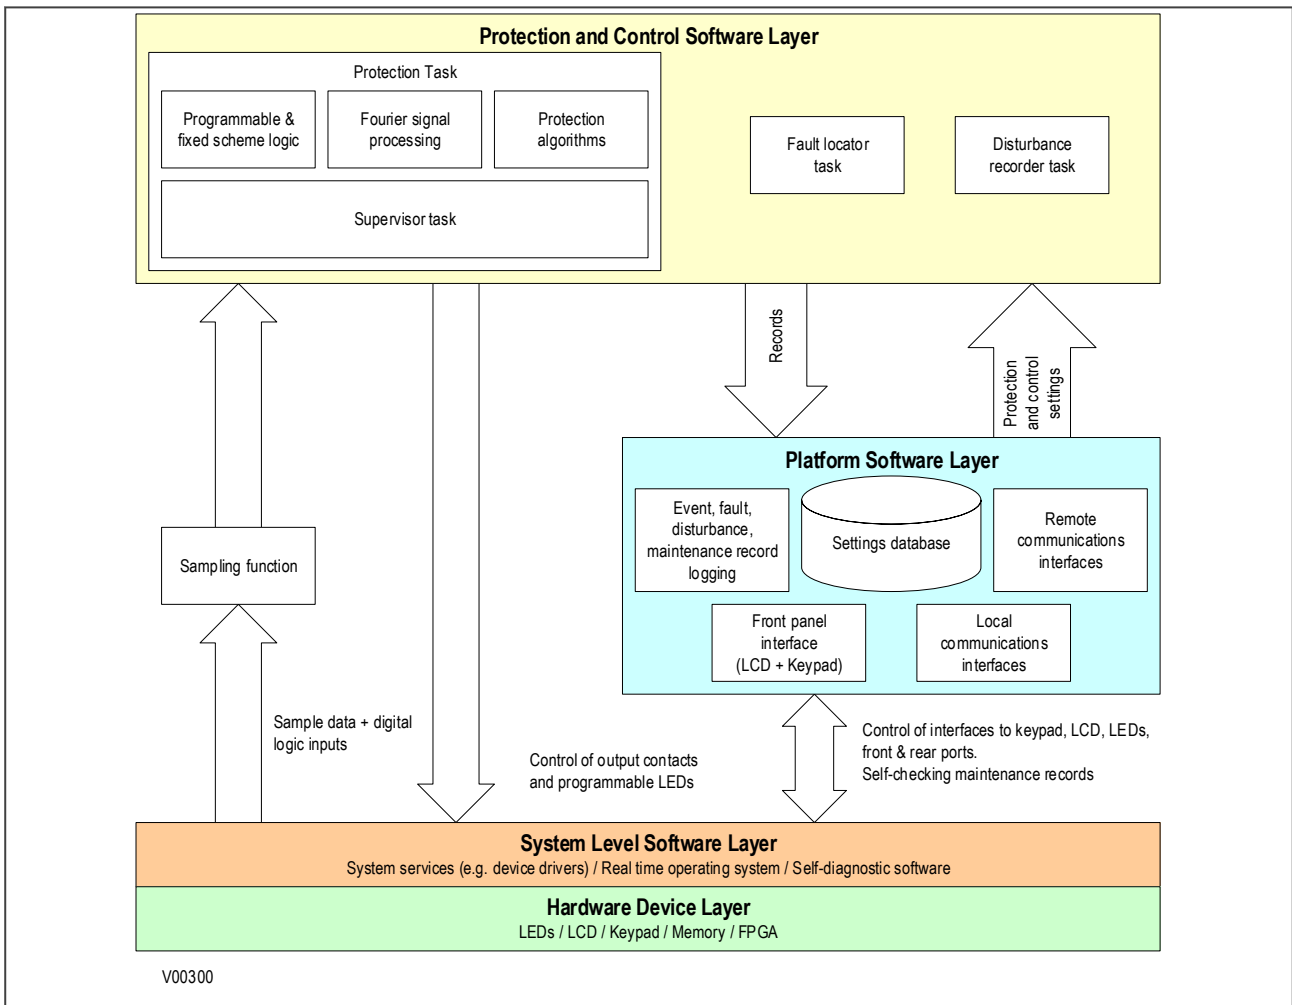 Protection and Control Software Layer
Protection Task
Programmable &
fixed scheme logic
Fourier signal
processing
Protection
algorithms
Supervisor task
Fault locator
task
Disturbance
recorder task
Records
Protection
and control
settings
Platform Software Layer
Event, fault,
disturbance,
maintenance record
logging
Settings database
Remote
communications
interfaces
Front panel
interface
(LCD + Keypad)
Local
communications
interfaces
Sampling function
Sample data + digital
logic inputs
Control of output contacts
and programmable LEDs
Control of interfaces to keypad, LCD, LEDs,
front & rear ports.
Self-checking maintenance records
System Level Software Layer
System services (e.g. device drivers) / Real time operating system / Self-diagnostic software
Hardware Device Layer
LEDs / LCD / Keypad / Memory / FPGA
V00300